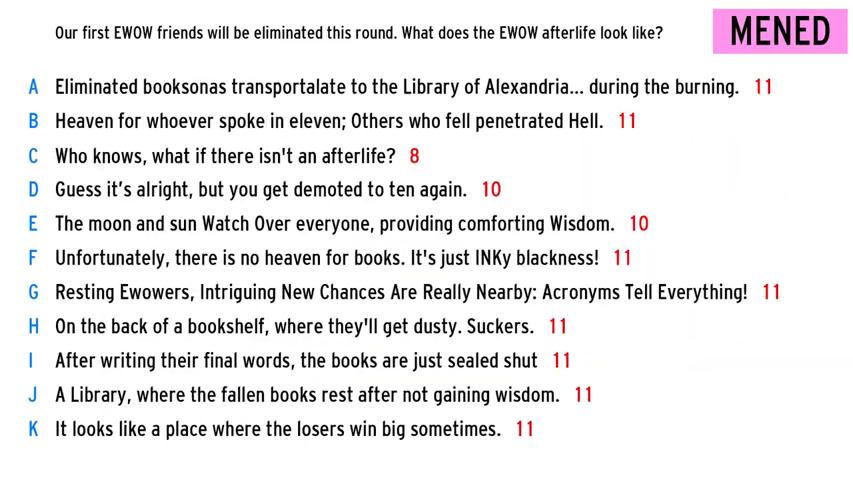 Our first EWOW friends will be eliminated this round. What does the EWOW afterlife look like?
MENED
A Eliminated booksonas transportalate to the Library of Alexandria... during the burning. 11
B Heaven for whoever spoke in eleven; Others who fell penetrated Hell. 11
C Who knows, what if there isn't an afterlife? 8
D Guess it’s alright, but you get demoted to ten again. 10
E The moon and sun Watch Over everyone, providing comforting Wisdom. 10
F Unfortunately, there is no heaven for books. It's just INKy blackness! 11
G Resting Ewowers, Intriguing New Chances Are Really Nearby: Acronyms Tell Everything! 11
H On the back of a bookshelf, where they'll get dusty. Suckers. 11
I After writing their final words, the books are just sealed shut 11
J A Library, where the fallen books rest after not gaining wisdom. 11
K It looks like a place where the losers win big sometimes. 11